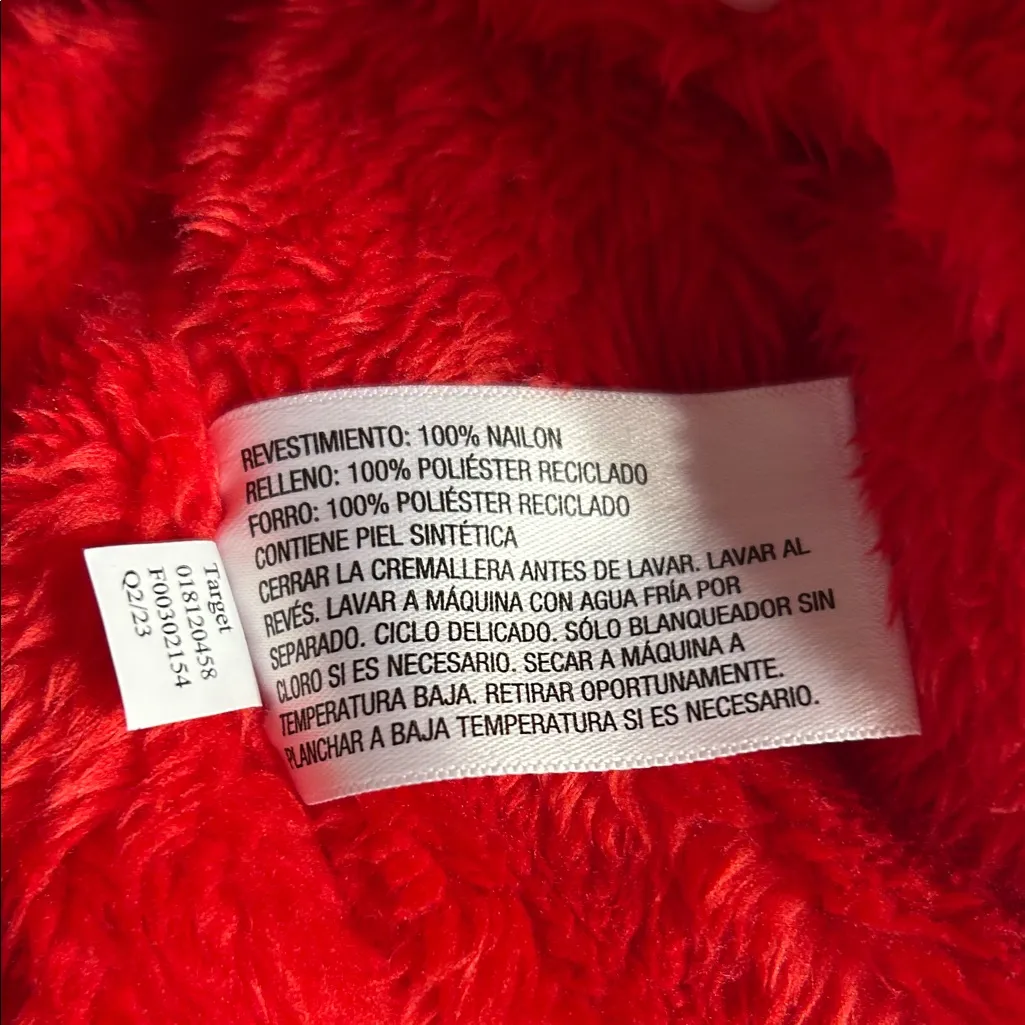 REVESTIMIENTO: 100% NAILON
RELLENO: 100% POLIÉSTER RECICLADO
FORRO: 100% POLIÉSTER RECICLADO
CONTIENE PIEL SINTÉTICA
CERRAR LA CREMALLERA ANTES DE LAVAR. LAVAR AL
REVÉS. LAVAR A MÁQUINA CON AGUA FRÍA POR
SEPARADO. CICLO DELICADO. SÓLO BLANQUEADOR SIN
CLORO SI ES NECESARIO. SECAR A MÁQUINA A
TEMPERATURA BAJA. RETIRAR OPORTUNAMENTE.
PLANCHAR A BAJA TEMPERATURA SI ES NECESARIO.
Target
018120458
F00302154
Q2/23